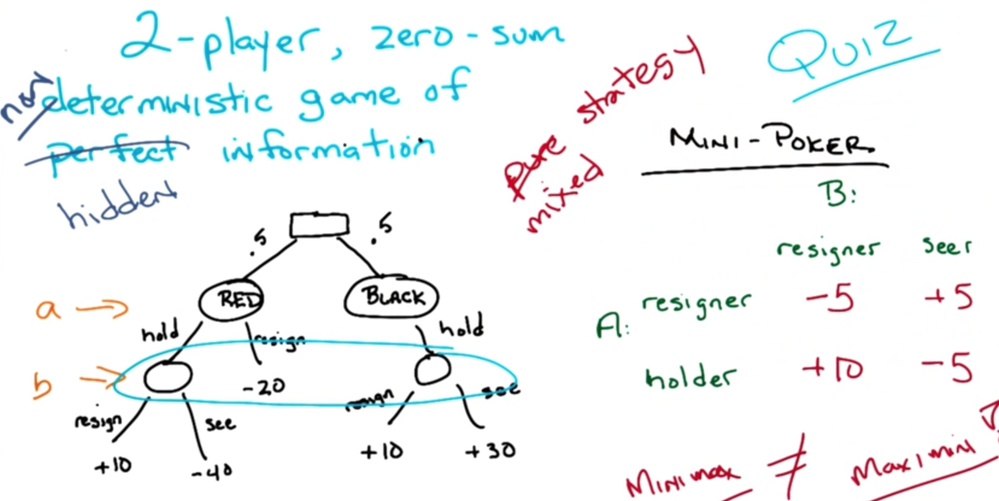 2-player, zero-sum
non
deterministic game of
perfect information
hidden
pure strategy
mixed
Quiz
MINI-POKER
B:
resigner seer
A:
resigner -5 +5
holder +10 -5
Minimax ≠ Maximin
.5 .5
a → RED BLACK
hold resign hold
b →
-20
resign see resign see
+10 -40 +10 +30